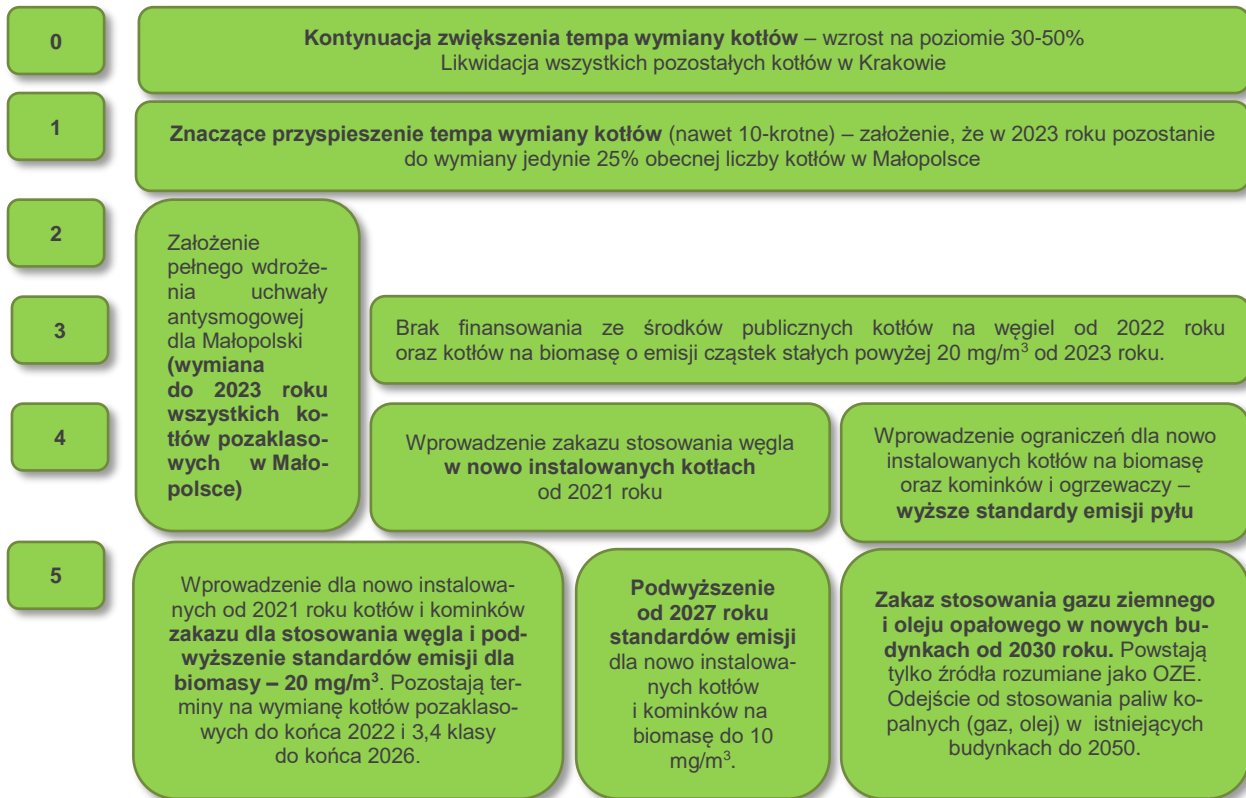 0
Kontynuacja zwiększenia tempa wymiany kotłów – wzrost na poziomie 30-50%
Likwidacja wszystkich pozostałych kotłów w Krakowie
1
Znaczące przyspieszenie tempa wymiany kotłów (nawet 10-krotne) – założenie, że w 2023 roku pozostanie
do wymiany jedynie 25% obecnej liczby kotłów w Małopolsce
2
Założenie
pełnego wdroże-
nia uchwały
antysmogowej
dla Małopolski
(wymiana
do 2023 roku
wszystkich ko-
tłów pozaklaso-
wych w Mało-
polsce)
3
Brak finansowania ze środków publicznych kotłów na węgiel od 2022 roku
oraz kotłów na biomasę o emisji cząstek stałych powyżej 20 mg/m³ od 2023 roku.
4
Wprowadzenie zakazu stosowania węgla
w nowo instalowanych kotłach
od 2021 roku
Wprowadzenie ograniczeń dla nowo
instalowanych kotłów na biomasę
oraz kominków i ogrzewaczy –
wyższe standardy emisji pyłu
5
Wprowadzenie dla nowo instalowa-
nych od 2021 roku kotłów i kominków
zakazu dla stosowania węgla i pod-
wyższenie standardów emisji dla
biomasy – 20 mg/m³. Pozostają ter-
miny na wymianę kotłów pozaklaso-
wych do końca 2022 i 3,4 klasy
do końca 2026.
Podwyższenie
od 2027 roku
standardów emisji
dla nowo instalowa-
nych kotłów
i kominków na
biomasę do 10
mg/m³.
Zakaz stosowania gazu ziemnego
i oleju opałowego w nowych bu-
dynkach od 2030 roku. Powstają
tylko źródła rozumiane jako OZE.
Odejście od stosowania paliw ko-
palnych (gaz, olej) w istniejących
budynkach do 2050.